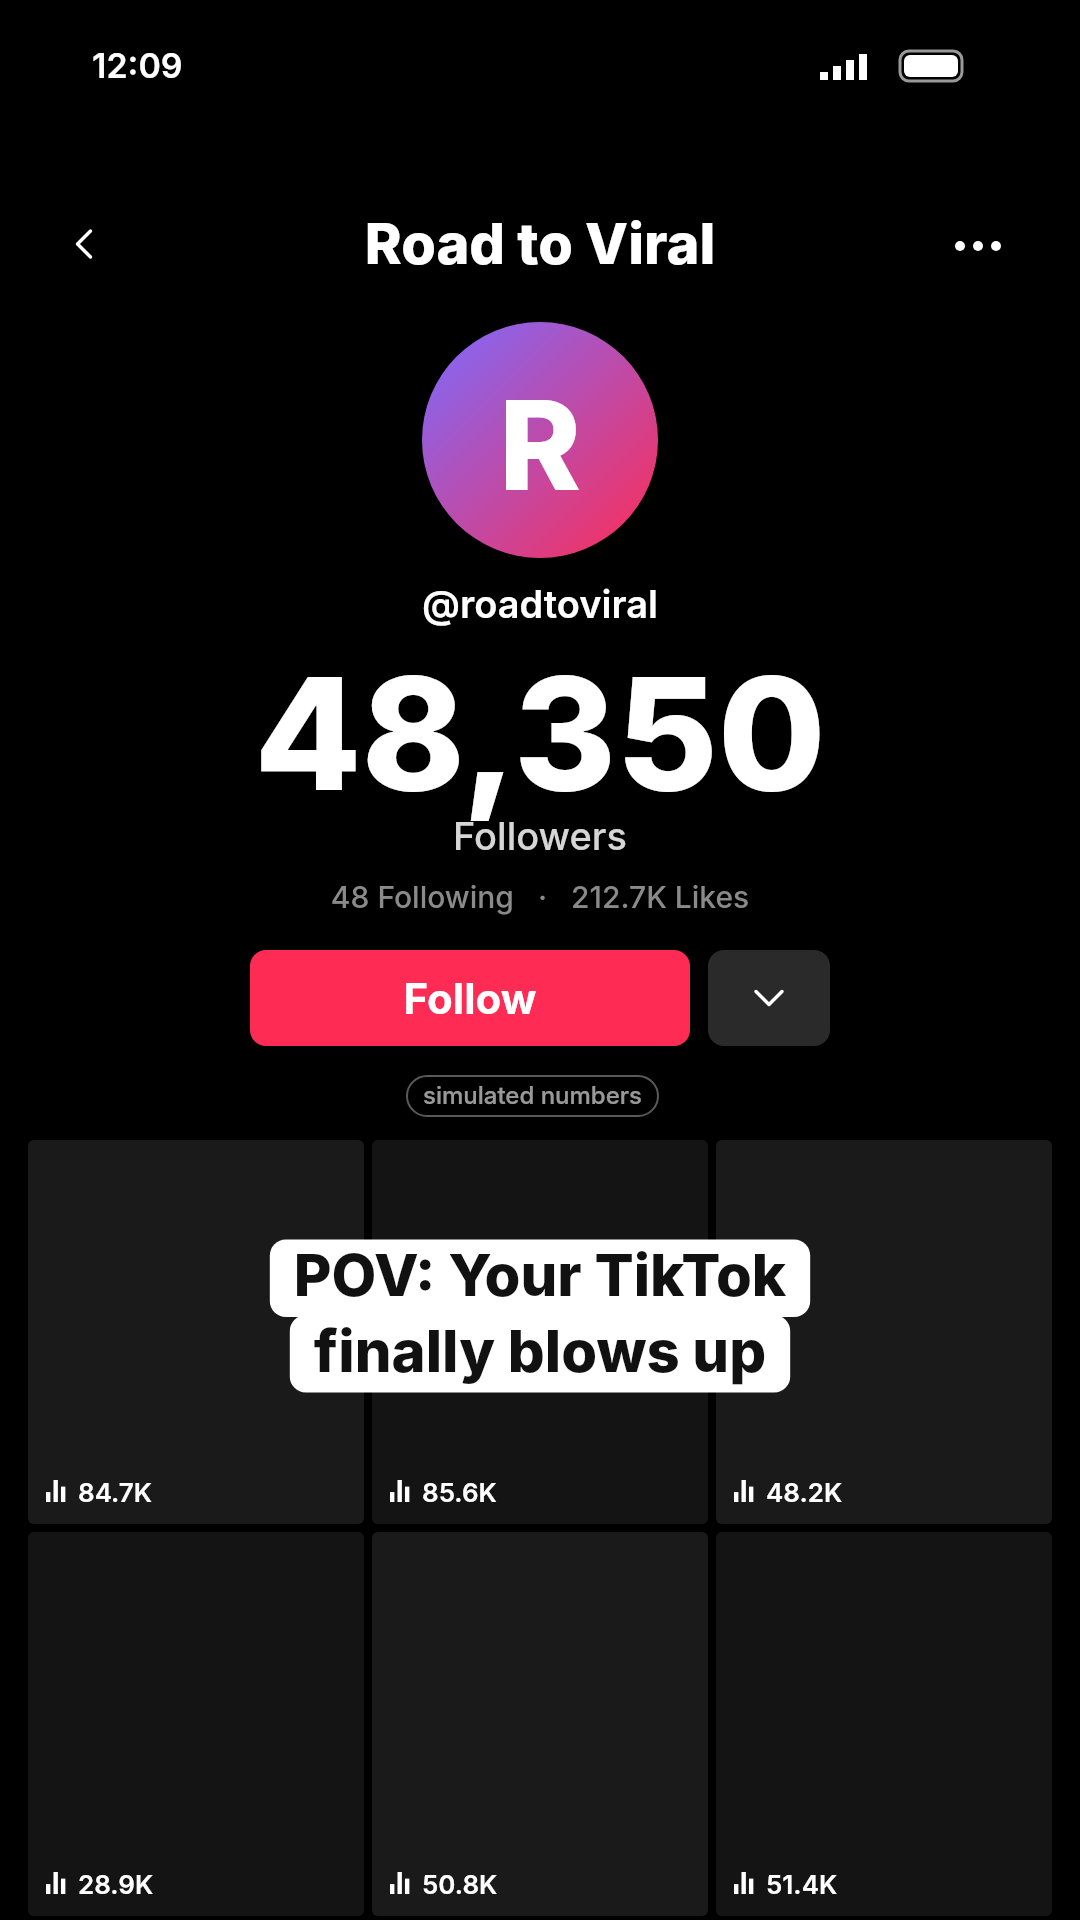 12:09
Road to Viral
R
@roadtoviral
48,350
Followers
48 Following · 212.7K Likes
Follow
simulated numbers
POV: Your TikTok
finally blows up
84.7K 85.6K 48.2K
28.9K 50.8K 51.4K